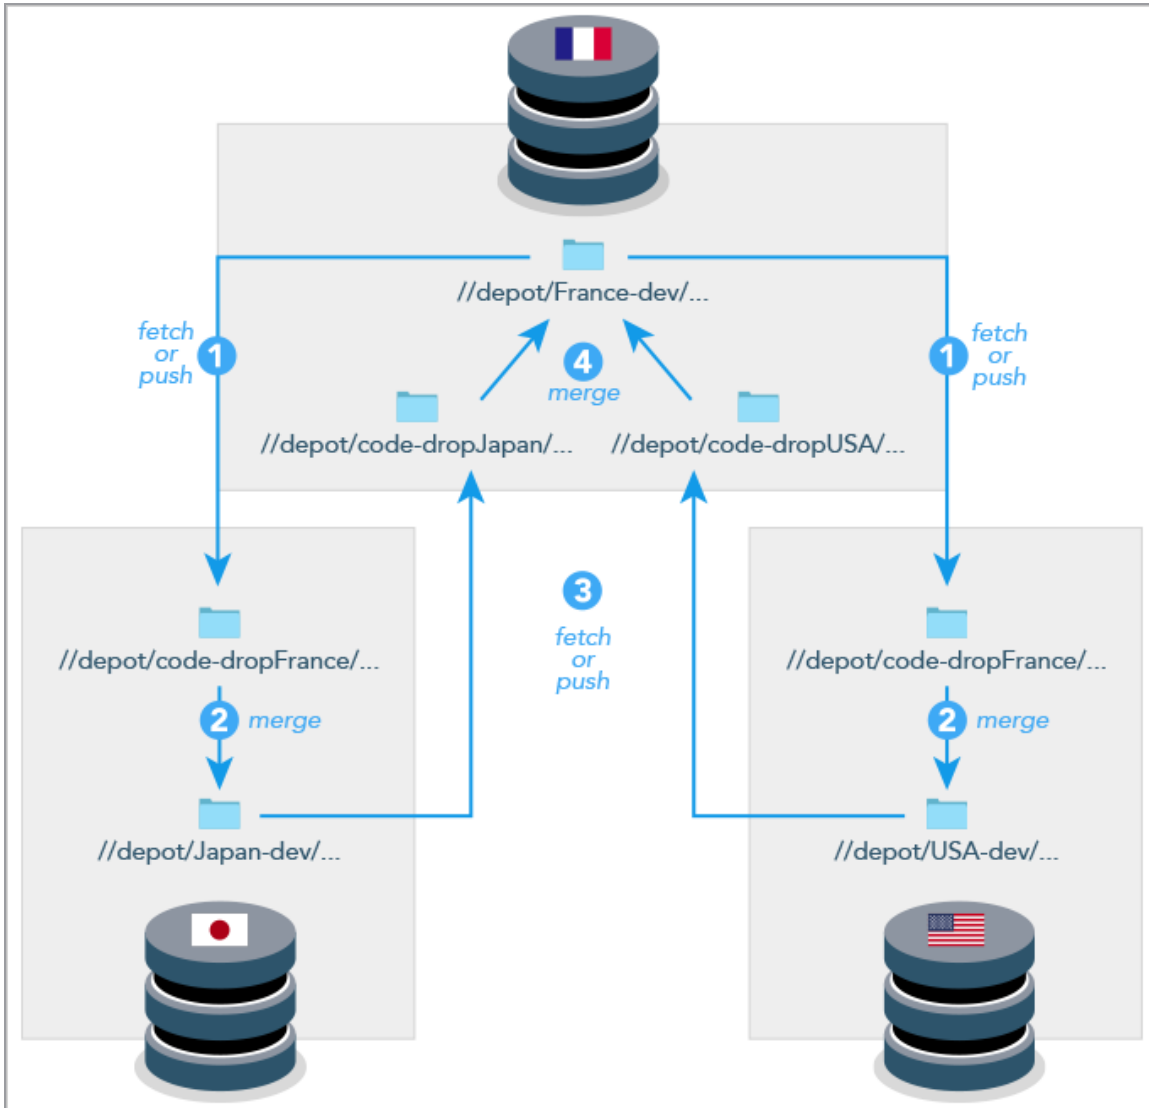 //depot/France-dev/...
fetch
or
push
1
1
fetch
or
push
4
merge
//depot/code-dropJapan/...
//depot/code-dropUSA/...
3
fetch
or
push
//depot/code-dropFrance/...
//depot/code-dropFrance/...
2 merge
2 merge
//depot/Japan-dev/...
//depot/USA-dev/...